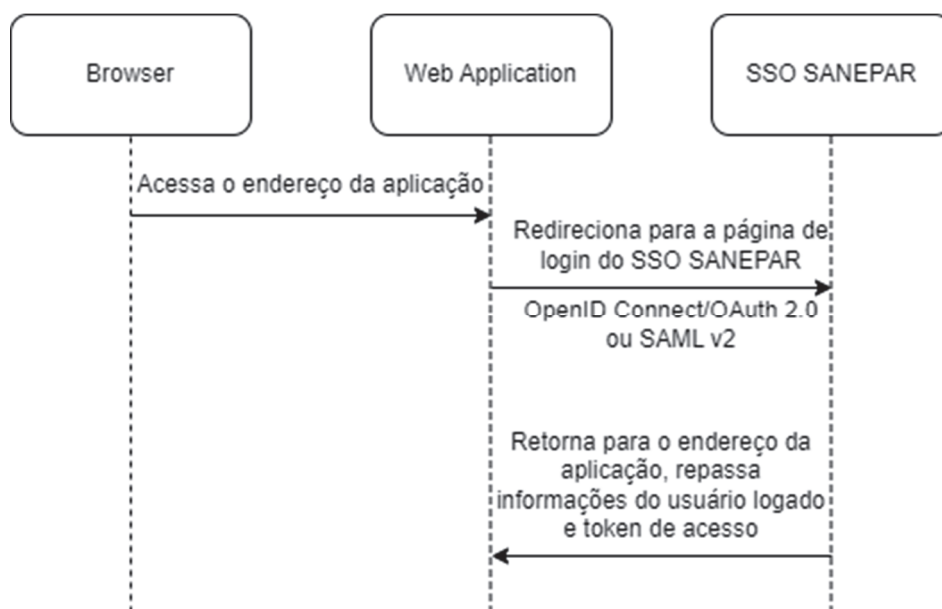 Browser
Web Application
SSO SANEPAR
Acessa o endereço da aplicação
Redireciona para a página de
login do SSO SANEPAR
OpenID Connect/OAuth 2.0
ou SAML v2
Retorna para o endereço da
aplicação, repassa
informações do usuário logado
e token de acesso